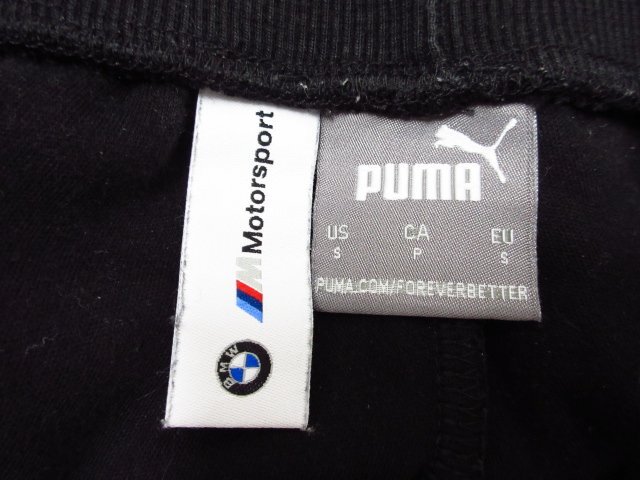 M Motorsport
BMW
PUMA
US CA EU
S P S
PUMA.COM/FOREVERBETTER